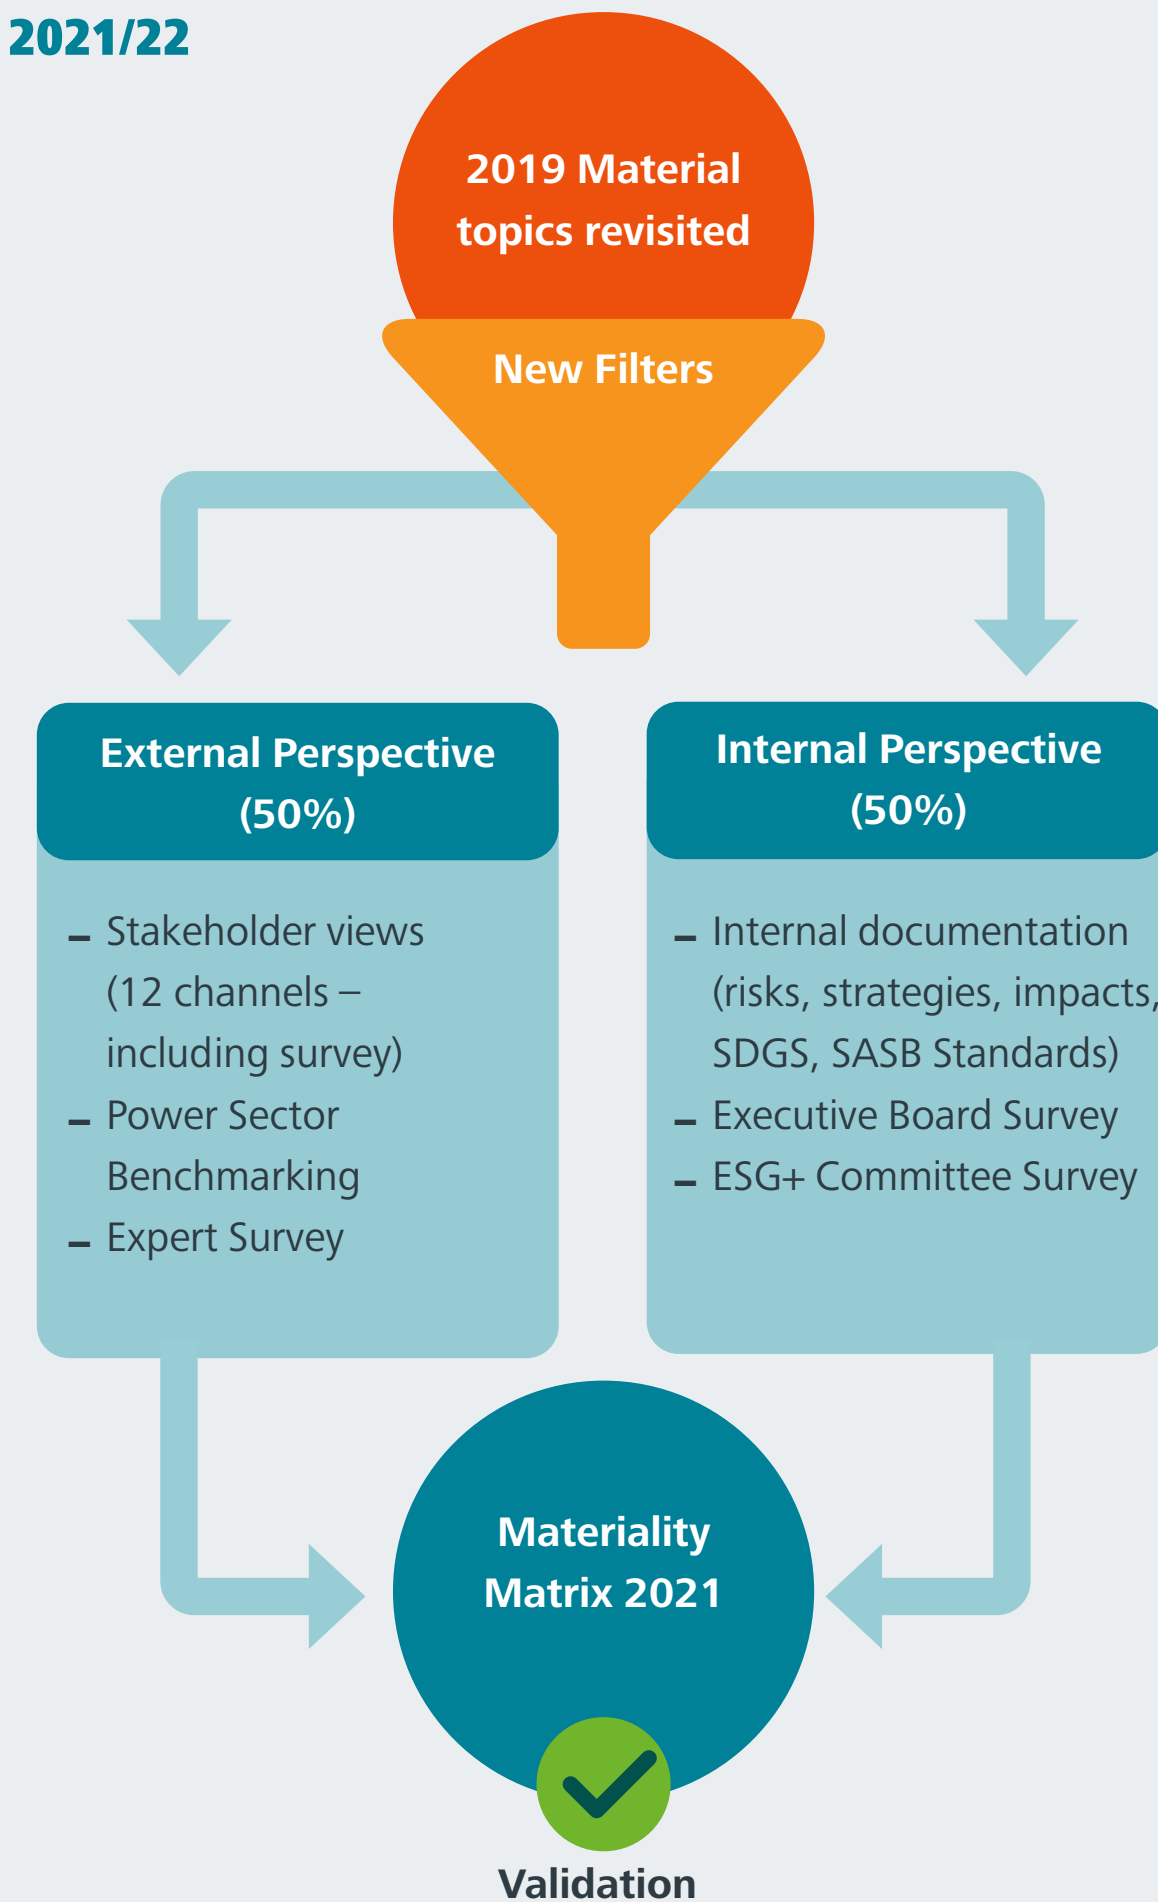 2021/22
2019 Material
topics revisited
New Filters
External Perspective
(50%)
– Stakeholder views
(12 channels –
including survey)
– Power Sector
Benchmarking
– Expert Survey
Internal Perspective
(50%)
– Internal documentation
(risks, strategies, impacts,
SDGS, SASB Standards)
– Executive Board Survey
– ESG+ Committee Survey
Materiality
Matrix 2021
Validation